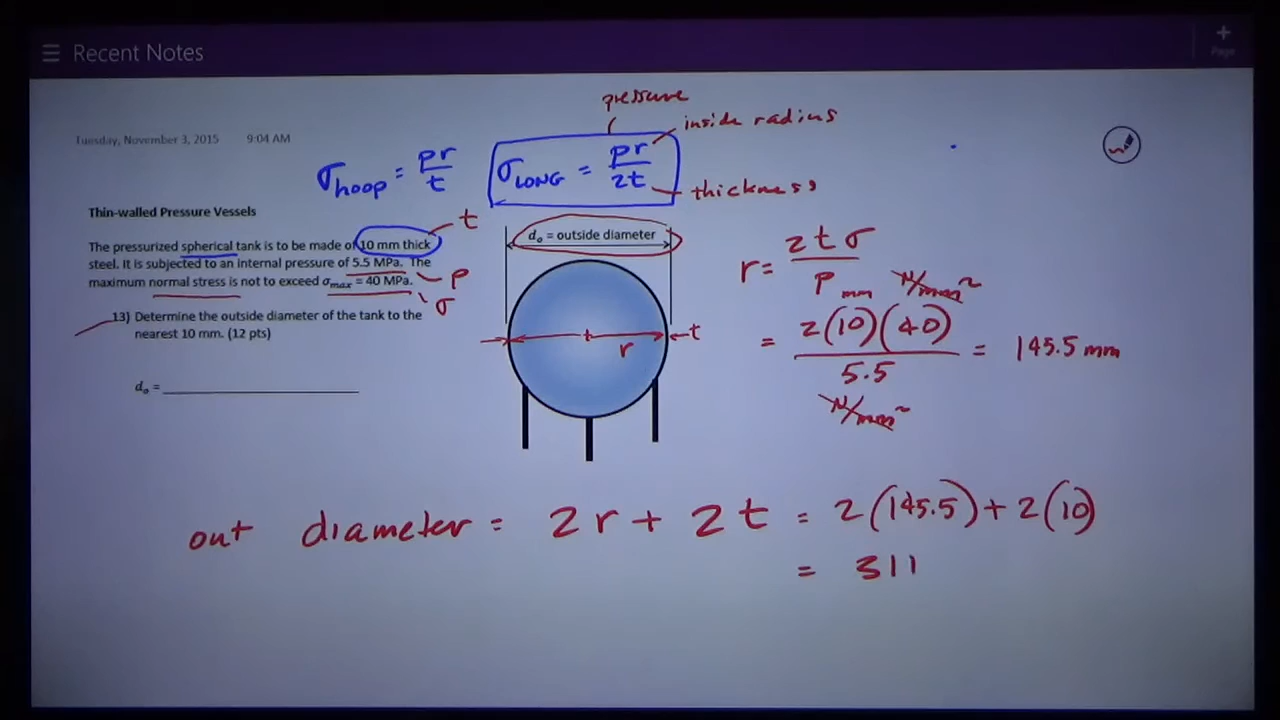 Recent Notes
Page
Tuesday, November 3, 2015 9:04 AM
pressure
inside radius
σhoop = pr/t
σLONG = pr/2t
thickness
Thin-walled Pressure Vessels
t
The pressurized spherical tank is to be made of 10 mm thick
steel. It is subjected to an internal pressure of 5.5 MPa. The
maximum normal stress is not to exceed σmax = 40 MPa.
p
σ
13) Determine the outside diameter of the tank to the
nearest 10 mm. (12 pts)
do =
do = outside diameter
r
t
r = 2tσ/p
mm N/mm²
= 2(10)(40)/5.5 = 145.5 mm
N/mm²
out diameter = 2r + 2t = 2(145.5) + 2(10)
= 311